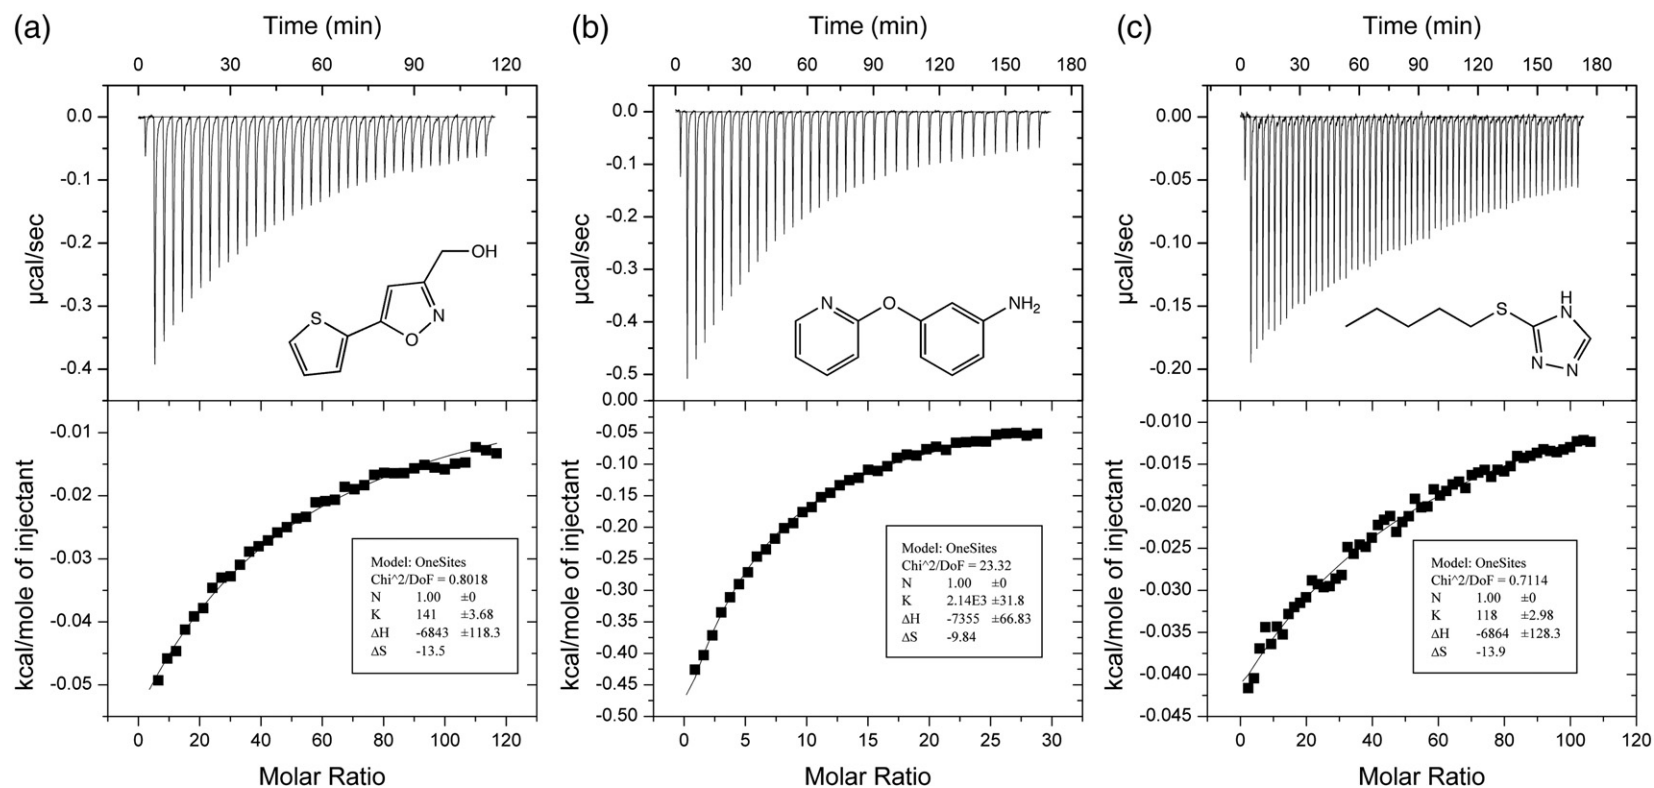 (a)
Time (min)
0 30 60 90 120
0.0
-0.1
-0.2
-0.3
-0.4
µcal/sec
OH
N
O
S
-0.01
-0.02
-0.03
-0.04
-0.05
kcal/mole of injectant
Model: OneSites
Chi^2/DoF = 0.8018
N 1.00 ±0
K 141 ±3.68
ΔH -6843 ±118.3
ΔS -13.5
0 20 40 60 80 100 120
Molar Ratio
(b)
Time (min)
0 30 60 90 120 150 180
0.0
-0.1
-0.2
-0.3
-0.4
-0.5
µcal/sec
N O NH2
0.00
-0.05
-0.10
-0.15
-0.20
-0.25
-0.30
-0.35
-0.40
-0.45
-0.50
kcal/mole of injectant
Model: OneSites
Chi^2/DoF = 23.32
N 1.00 ±0
K 2.14E3 ±31.8
ΔH -7355 ±66.83
ΔS -9.84
0 5 10 15 20 25 30
Molar Ratio
(c)
Time (min)
0 30 60 90 120 150 180
0.00
-0.05
-0.10
-0.15
-0.20
µcal/sec
H
S N
N N
-0.010
-0.015
-0.020
-0.025
-0.030
-0.035
-0.040
-0.045
kcal/mole of injectant
Model: OneSites
Chi^2/DoF = 0.7114
N 1.00 ±0
K 118 ±2.98
ΔH -6864 ±128.3
ΔS -13.9
0 20 40 60 80 100 120
Molar Ratio